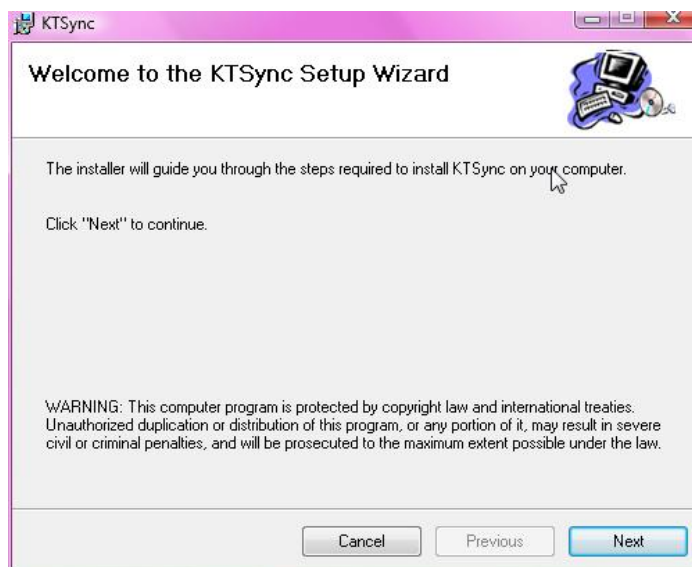 KTSync
Welcome to the KTSync Setup Wizard
The installer will guide you through the steps required to install KTSync on your computer.
Click "Next" to continue.
WARNING: This computer program is protected by copyright law and international treaties.
Unauthorized duplication or distribution of this program, or any portion of it, may result in severe
civil or criminal penalties, and will be prosecuted to the maximum extent possible under the law.
Cancel
Previous
Next